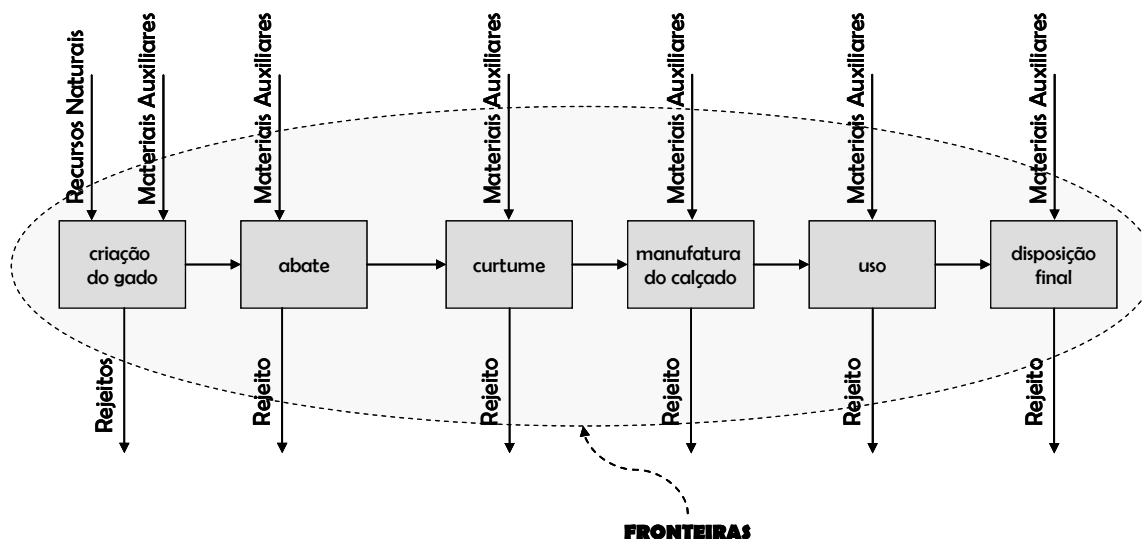 Recursos Naturais
Materiais Auxiliares
Materiais Auxiliares
Materiais Auxiliares
Materiais Auxiliares
Materiais Auxiliares
Materiais Auxiliares
criação
do gado
abate
curtume
manufatura
do calçado
uso
disposição
final
Rejeitos
Rejeito
Rejeito
Rejeito
Rejeito
Rejeito
FRONTEIRAS